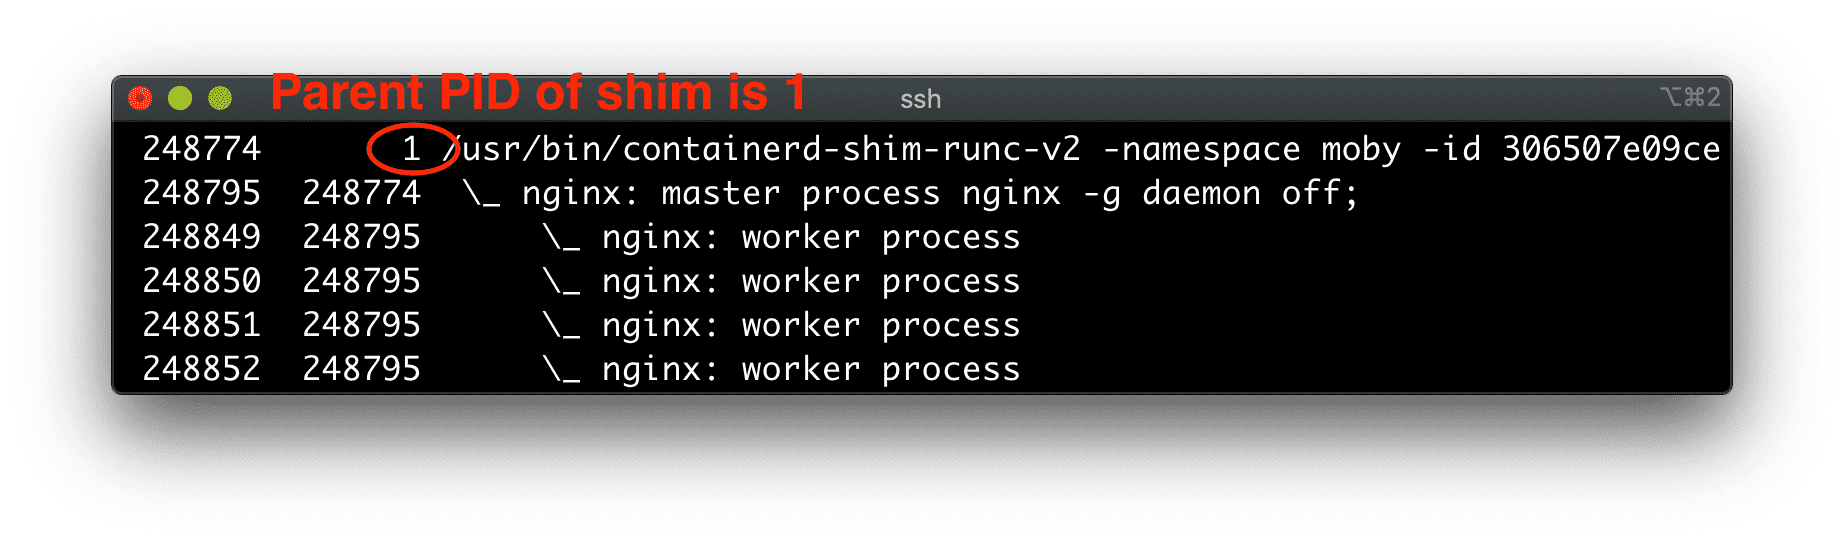 Parent PID of shim is 1
ssh
⌥⌘2
248774 1 /usr/bin/containerd-shim-runc-v2 -namespace moby -id 306507e09ce
248795 248774 \_ nginx: master process nginx -g daemon off;
248849 248795 \_ nginx: worker process
248850 248795 \_ nginx: worker process
248851 248795 \_ nginx: worker process
248852 248795 \_ nginx: worker process